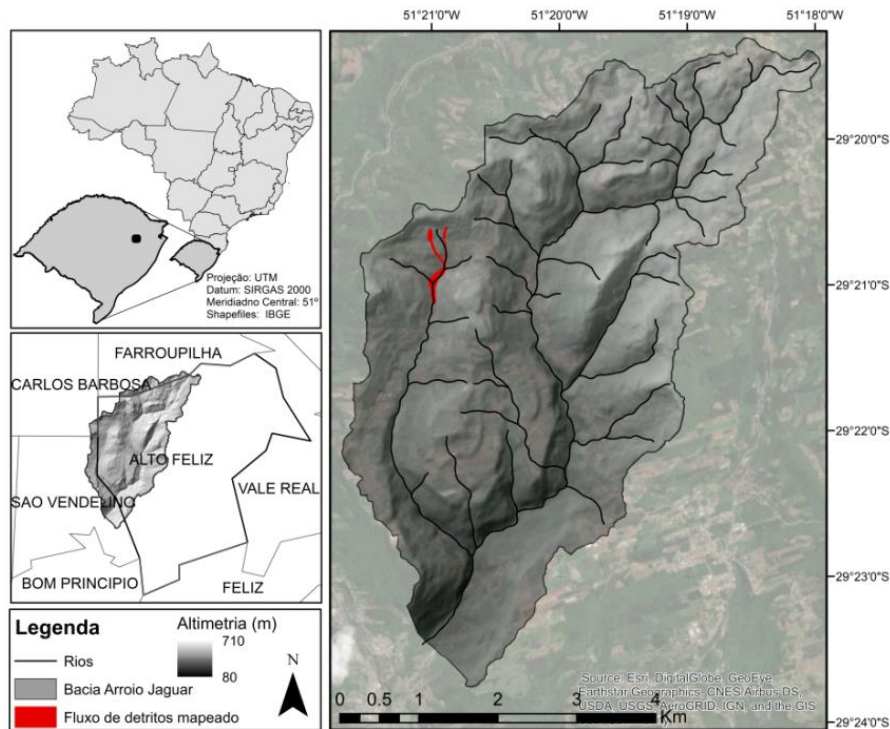 51°21'0"W 51°20'0"W 51°19'0"W 51°18'0"W
29°20'0"S
29°21'0"S
29°22'0"S
29°23'0"S
29°24'0"S
Projeção: UTM
Datum: SIRGAS 2000
Meridiadno Central: 51º
Shapefiles: IBGE
FARROUPILHA
CARLOS BARBOSA
ALTO FELIZ
VALE REAL
SAO VENDELINO
BOM PRINCIPIO
FELIZ
Legenda
Rios
Bacia Arroio Jaguar
Fluxo de detritos mapeado
Altimetria (m)
710
80
N
Source: Esri, DigitalGlobe, GeoEye,
Earthstar Geographics, CNES/Airbus DS,
USDA, USGS, AeroGRID, IGN, and the GIS
0 0.5 1 2 3 4
Km